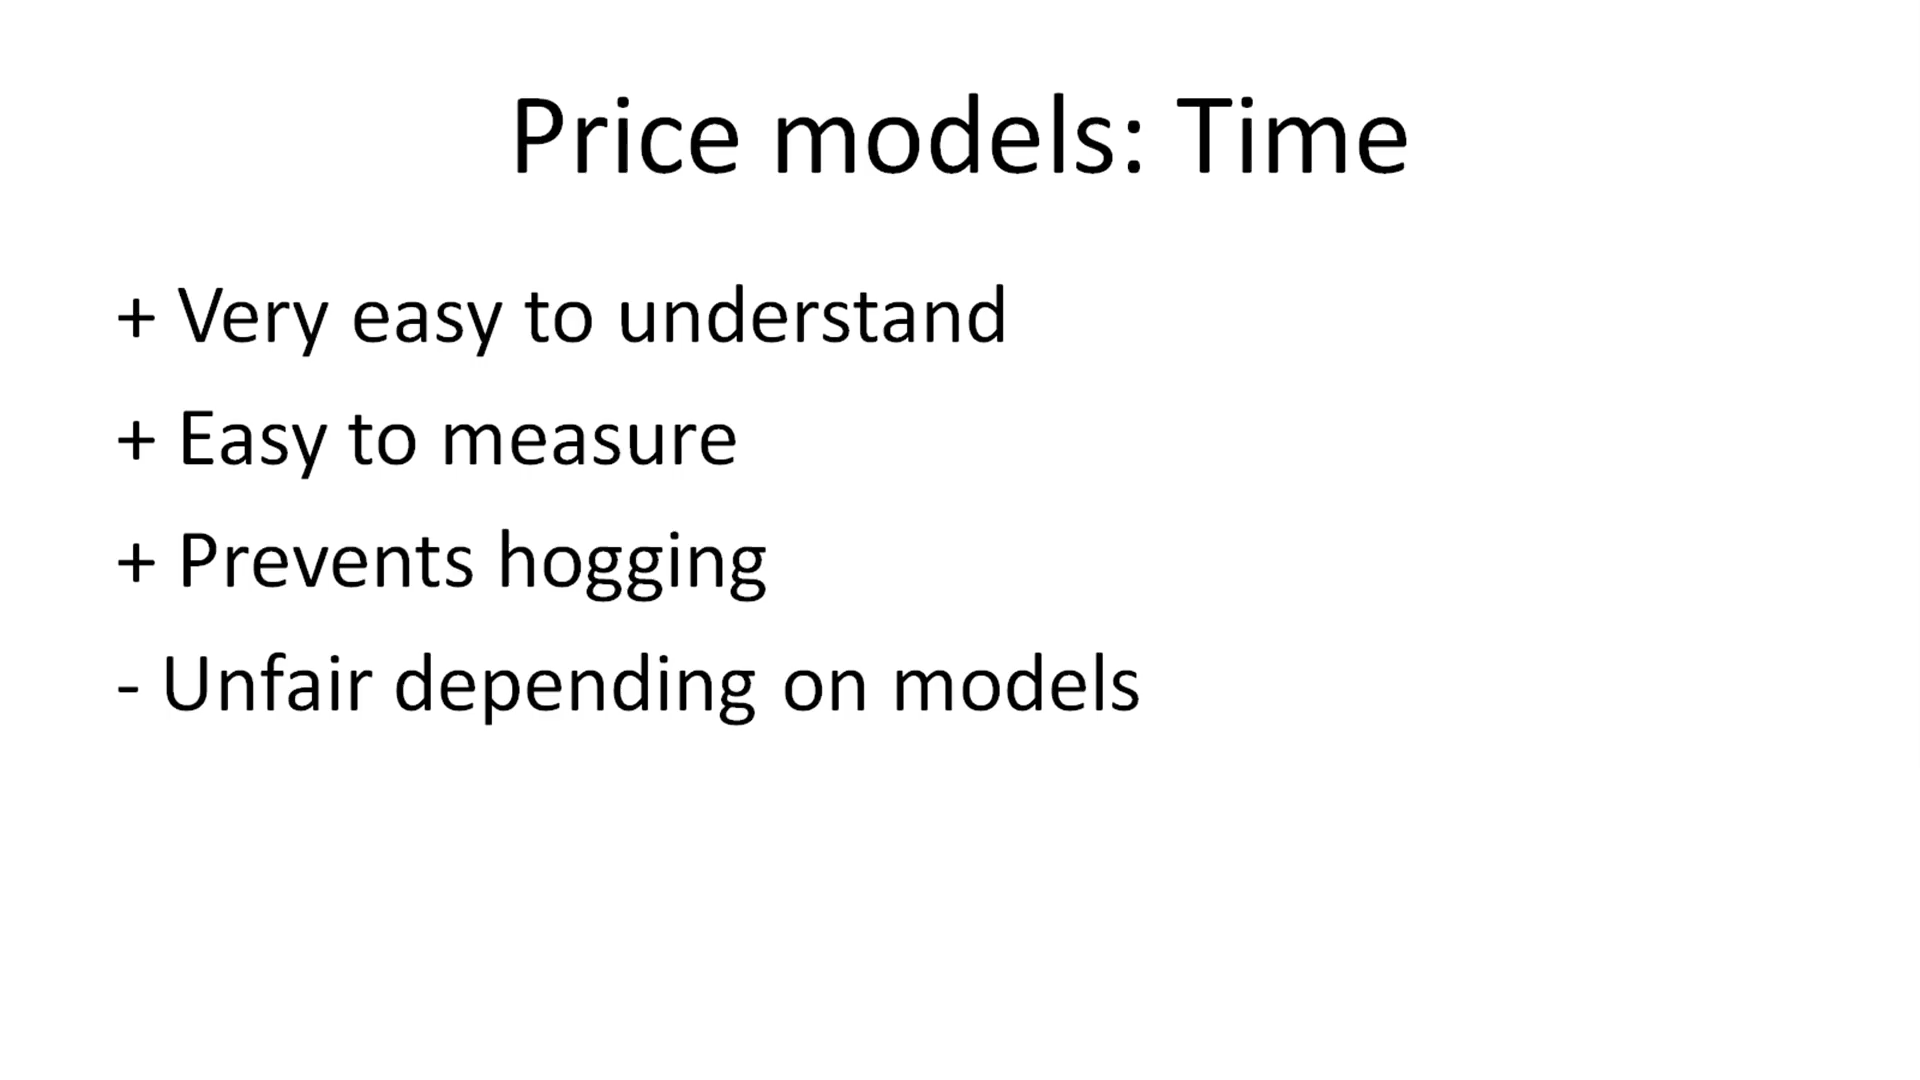 Price models: Time
+ Very easy to understand
+ Easy to measure
+ Prevents hogging
- Unfair depending on models